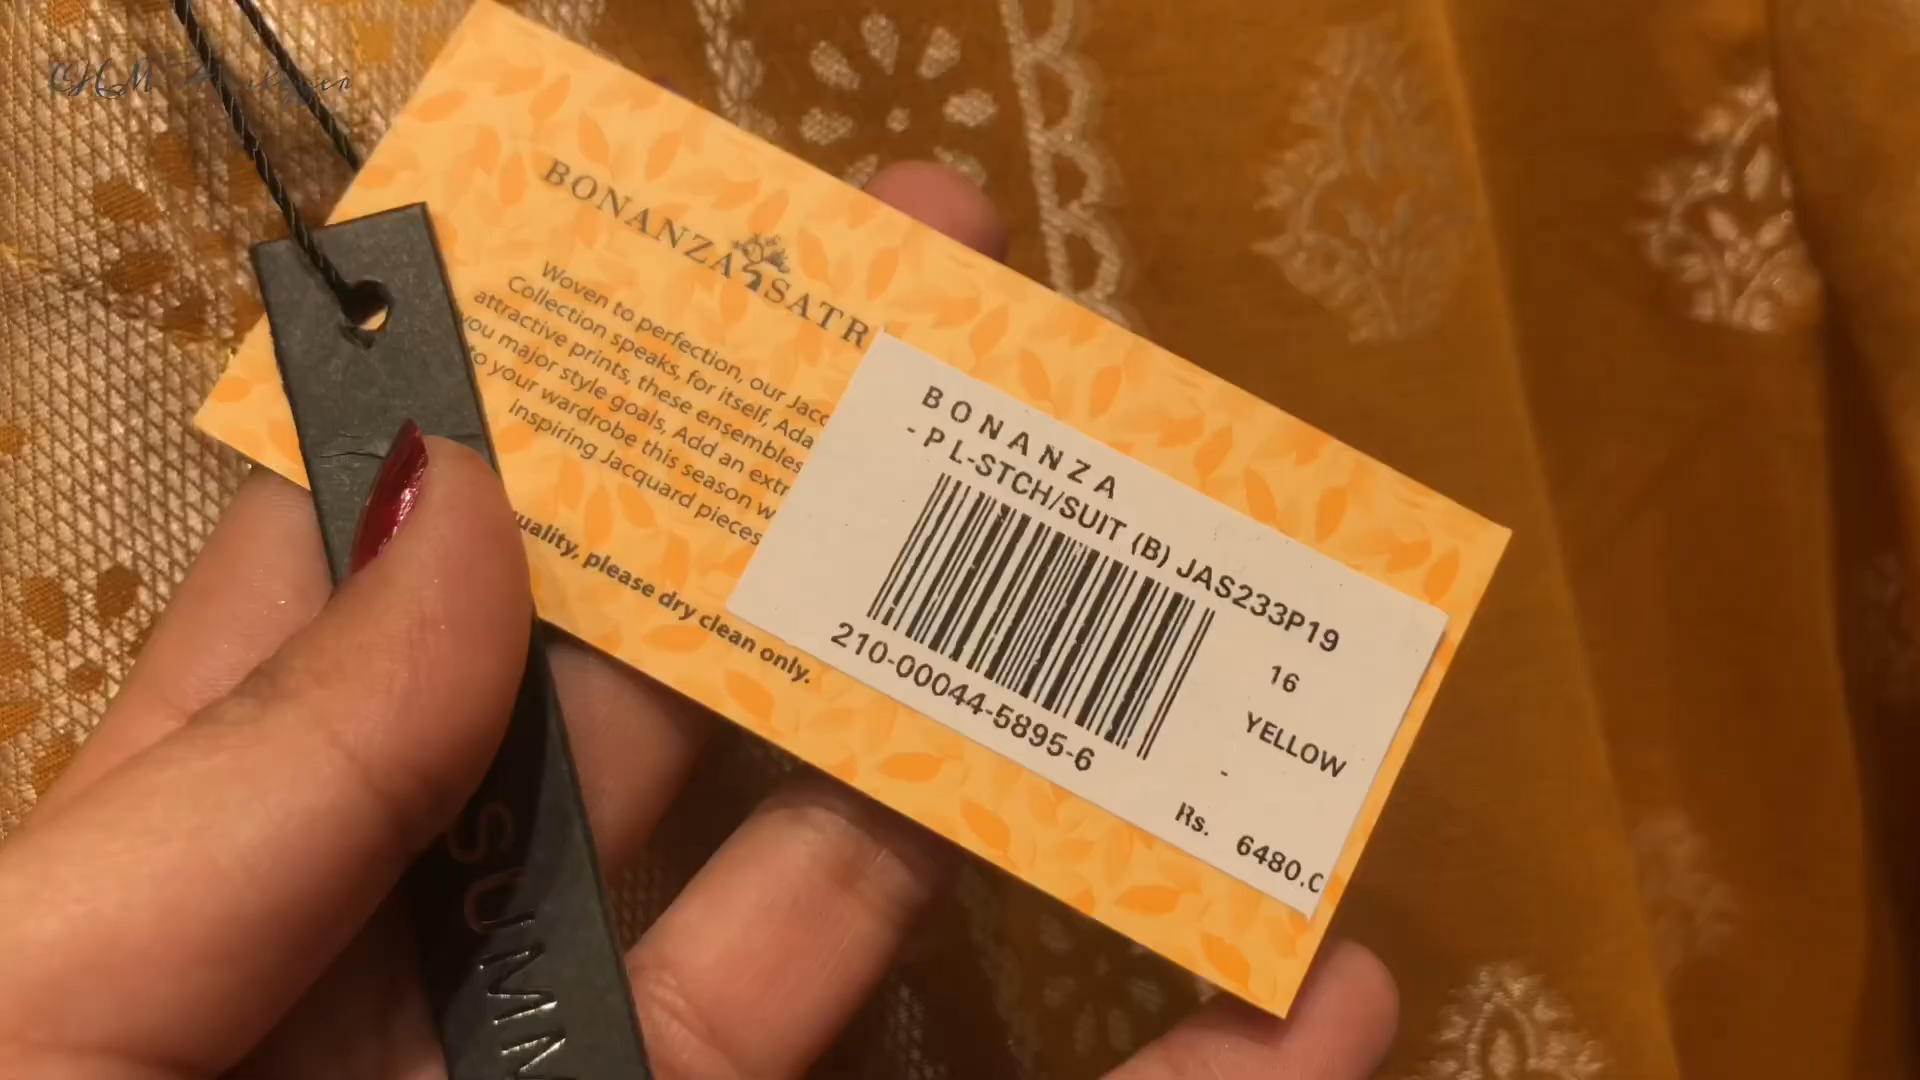 BONANZA SATR
Woven to perfection, our Jacq
Collection speaks, for itself, Ada
attractive prints, these ensembles
you major style goals, Add an extr
to your wardrobe this season w
Inspiring Jacquard pieces
uality, please dry clean only.
BONANZA
- P L-STCH/SUIT (B) JAS233P19
210-00044-5895-6
16
YELLOW
-
Rs. 6480.0
SUMM